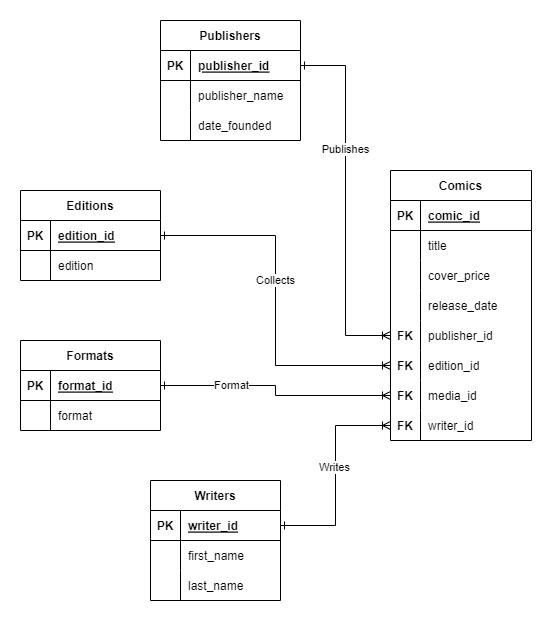 Publishers
PK publisher_id
publisher_name
date_founded
Publishes
Comics
PK comic_id
title
cover_price
release_date
FK publisher_id
FK edition_id
FK media_id
FK writer_id
Editions
PK edition_id
edition
Collects
Formats
PK format_id
format
Format
Writes
Writers
PK writer_id
first_name
last_name